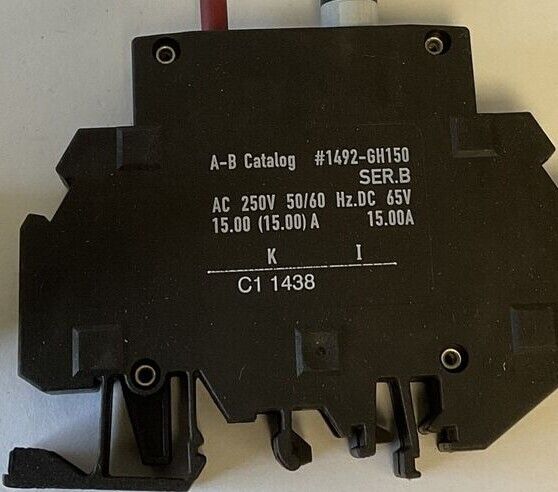 A-B Catalog #1492-GH150
SER.B
AC 250V 50/60 Hz.DC 65V
15.00 (15.00) A 15.00A
K I
C1 1438